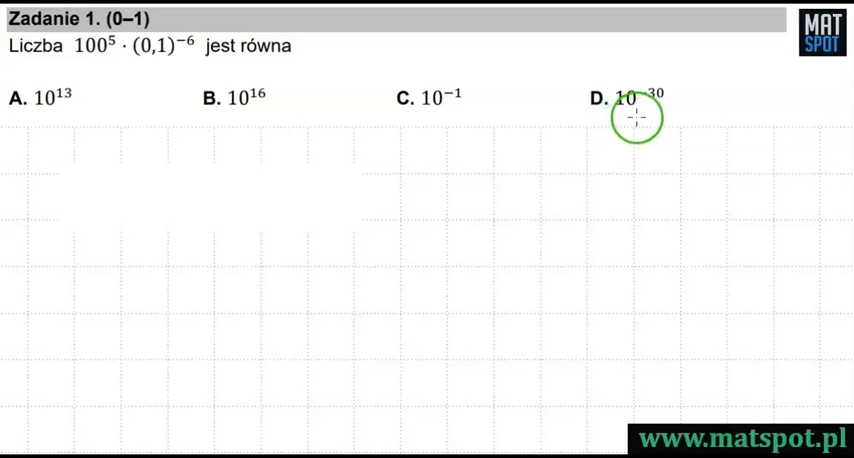 Zadanie 1. (0–1)
MAT
SPOT
Liczba 100⁵ · (0,1)⁻⁶ jest równa
A. 10¹³ B. 10¹⁶ C. 10⁻¹ D. 10⁻³⁰
www.matspot.pl